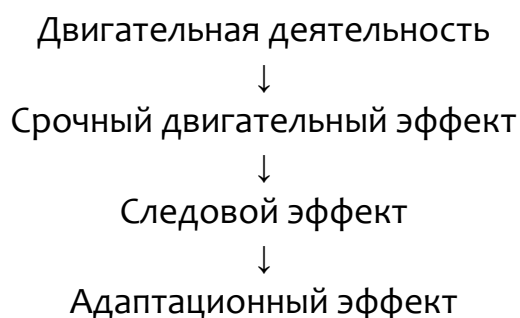 Двигательная деятельность
↓
Срочный двигательный эффект
↓
Следовой эффект
↓
Адаптационный эффект